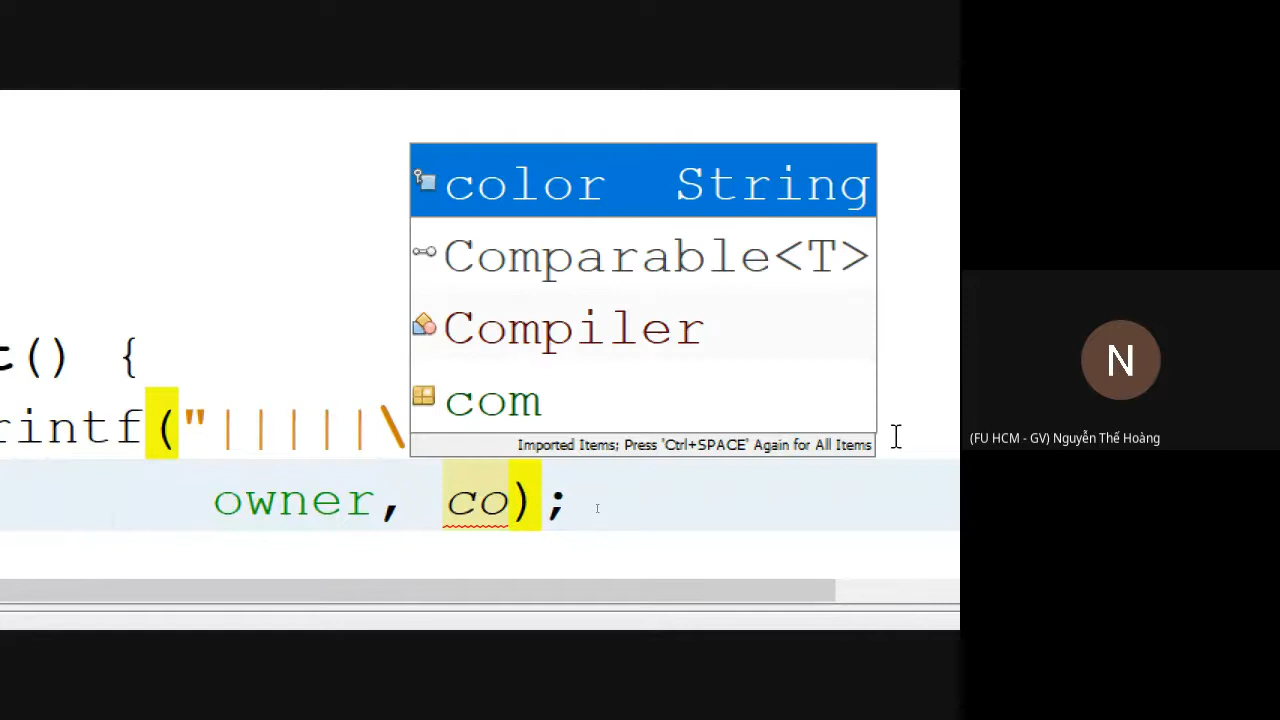 color String
Comparable<T>
Compiler
com
Imported Items; Press 'Ctrl+SPACE' Again for All Items
t() {
rintf("|||||\
owner, co);
N
(FU HCM - GV) Nguyễn Thế Hoàng